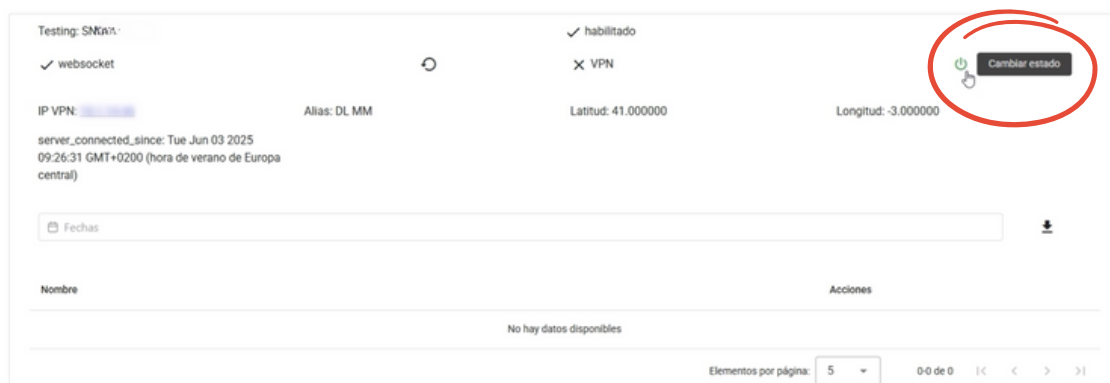 Testing:
habilitado
websocket
VPN
Cambiar estado
IP VPN:
Alias: DL MM
Latitud: 41.000000
Longitud: -3.000000
server_connected_since: Tue Jun 03 2025
09:26:31 GMT+0200 (hora de verano de Europa
central)
Fechas
Nombre
Acciones
No hay datos disponibles
Elementos por página:
5
0-0 de 0